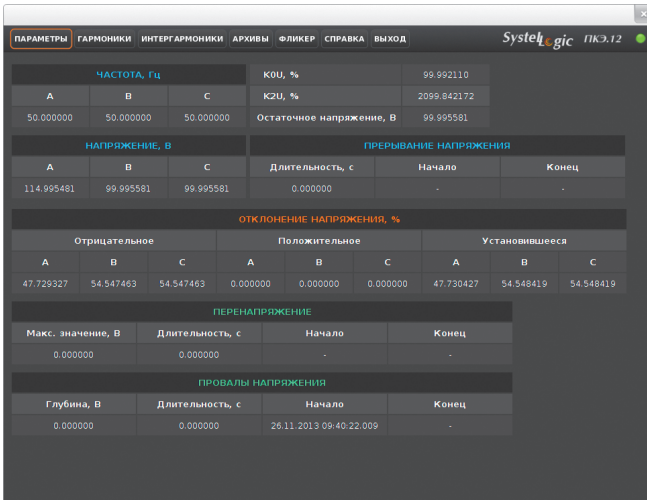 ПАРАМЕТРЫ ГАРМОНИКИ ИНТЕРГАРМОНИКИ АРХИВЫ ФЛИКЕР СПРАВКА ВЫХОД SystelLogic ПКЭ.12
ЧАСТОТА, Гц
A B C
50.000000 50.000000 50.000000
K0U, % 99.992110
K2U, % 2099.842172
Остаточное напряжение, В 99.995581
НАПРЯЖЕНИЕ, В
A B C
114.995481 99.995581 99.995581
ПРЕРЫВАНИЕ НАПРЯЖЕНИЯ
Длительность, с Начало Конец
0.000000 - -
ОТКЛОНЕНИЕ НАПРЯЖЕНИЯ, %
Отрицательное Положительное Установившееся
A B C A B C A B C
47.729327 54.547463 54.547463 0.000000 0.000000 0.000000 47.730427 54.548419 54.548419
ПЕРЕНАПРЯЖЕНИЕ
Макс. значение, В Длительность, с Начало Конец
0.000000 0.000000 - -
ПРОВАЛЫ НАПРЯЖЕНИЯ
Глубина, В Длительность, с Начало Конец
0.000000 0.000000 26.11.2013 09:40:22.009 -